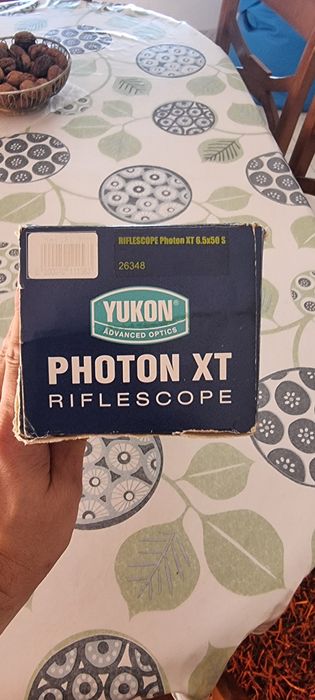 RIFLESCOPE Photon XT 6.5x50 S
26348
YUKON®
ADVANCED OPTICS
PHOTON XT
RIFLESCOPE